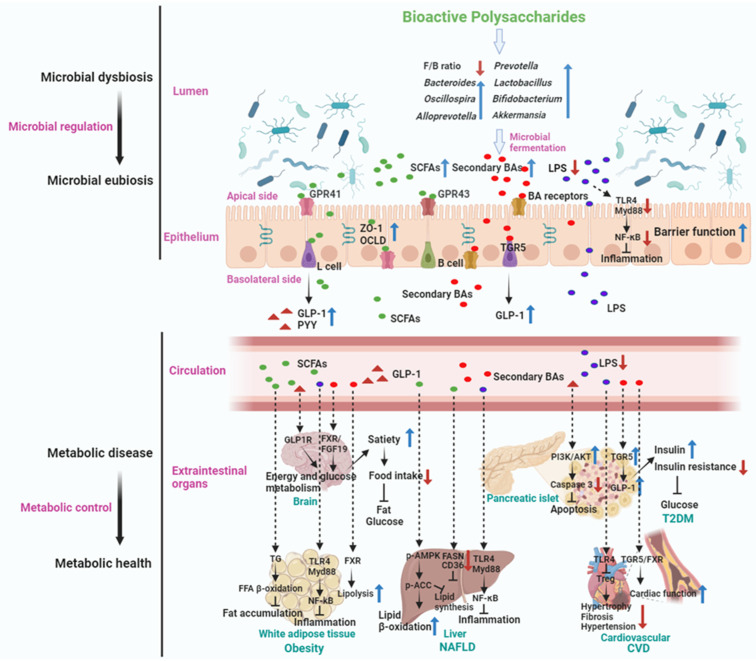 Bioactive Polysaccharides
F/B ratio
Prevotella
Bacteroides
Lactobacillus
Oscillospira
Bifidobacterium
Alloprevotella
Akkermansia
Microbial dysbiosis
Lumen
Microbial regulation
Microbial eubiosis
Microbial
fermentation
SCFAs
Secondary BAs
LPS
Apical side
GPR41
GPR43
BA receptors
TLR4
Myd88
Epithelium
ZO-1
OCLD
TGR5
NF-κB
Barrier function
Inflammation
L cell
B cell
Basolateral side
GLP-1
PYY
SCFAs
Secondary BAs
GLP-1
LPS
Circulation
SCFAs
GLP-1
Secondary BAs
LPS
Metabolic disease
Extraintestinal
organs
Metabolic control
Metabolic health
GLP1R
FXR/
FGF19
Energy and glucose
metabolism
Brain
Satiety
Food intake
Fat
Glucose
Pancreatic islet
PI3K/AKT
Caspase 3
Apoptosis
TGR5
GLP-1
Insulin
Insulin resistance
Glucose
T2DM
TG
FFA β-oxidation
Fat accumulation
TLR4
Myd88
NF-κB
Inflammation
FXR
Lipolysis
White adipose tissue
Obesity
p-AMPK
p-ACC
Lipid
β-oxidation
FASN
CD36
Lipid
synthesis
TLR4
Myd88
NF-κB
Inflammation
Liver
NAFLD
TLR4
Treg
Hypertrophy
Fibrosis
Hypertension
TGR5/FXR
Cardiac function
Cardiovascular
CVD